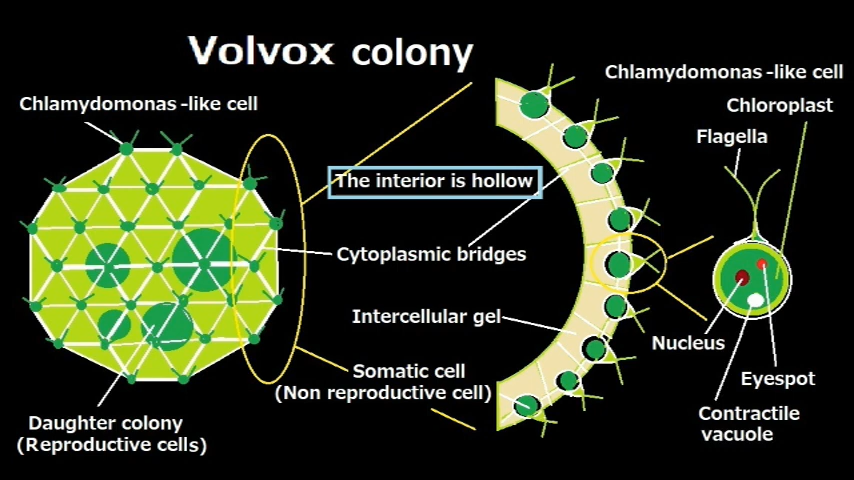 Volvox colony
Chlamydomonas -like cell
The interior is hollow
Cytoplasmic bridges
Intercellular gel
Somatic cell
(Non reproductive cell)
Daughter colony
(Reproductive cells)
Chlamydomonas -like cell
Chloroplast
Flagella
Nucleus
Eyespot
Contractile
vacuole